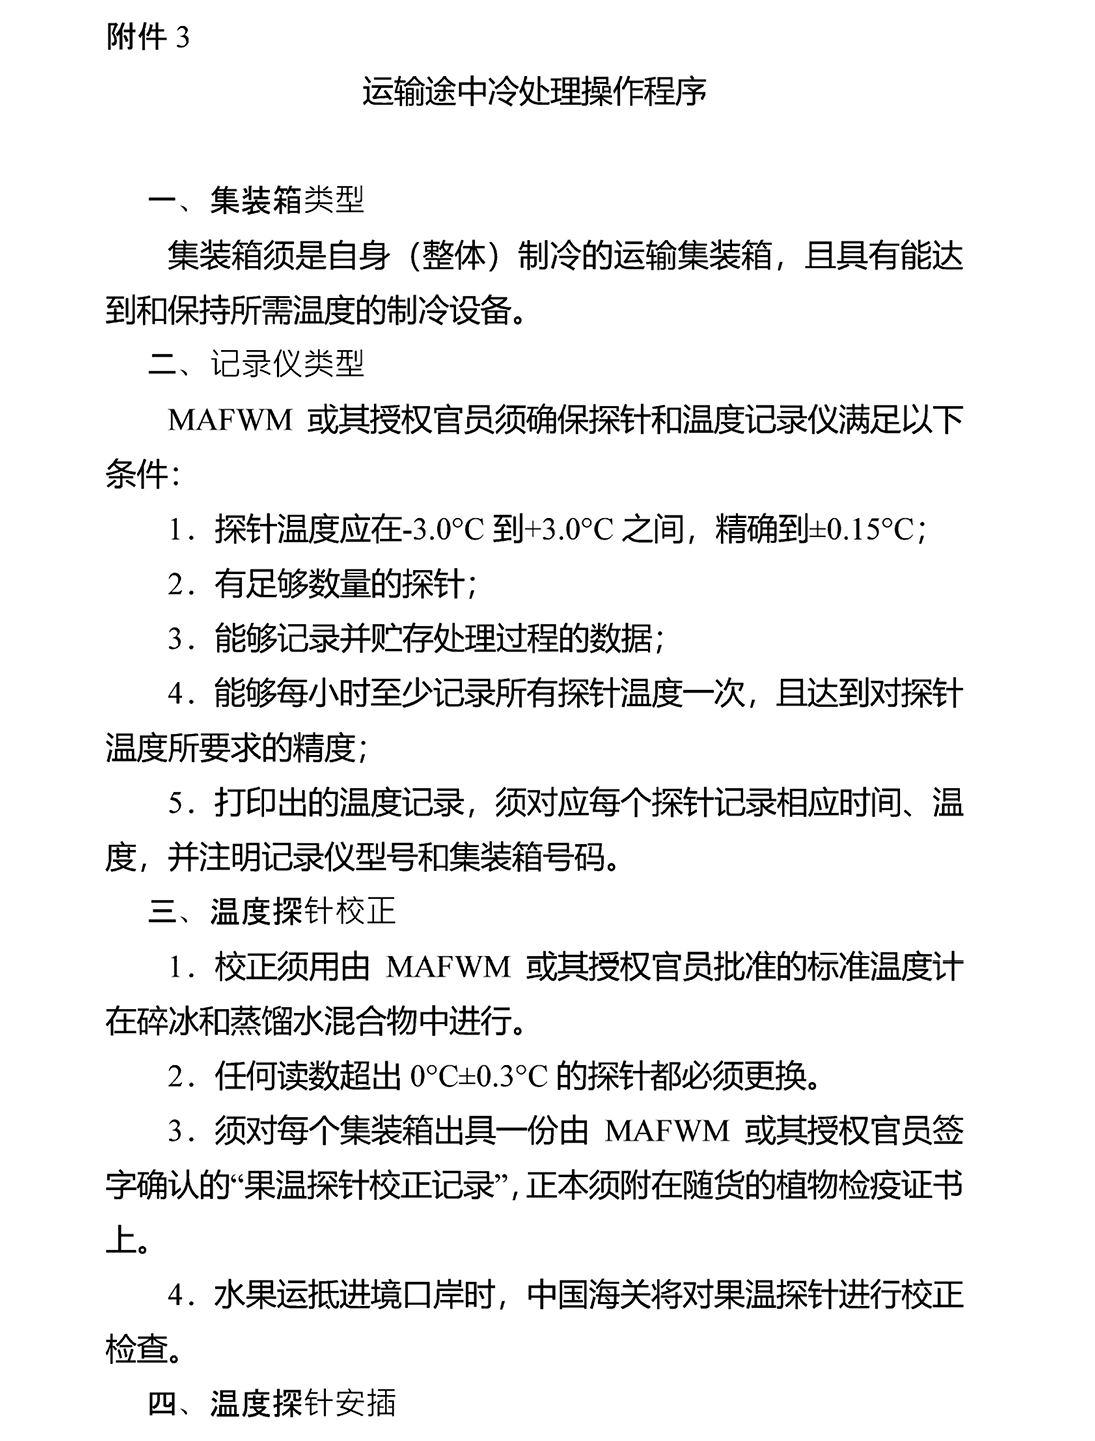 附件 3
运输途中冷处理操作程序
一、集装箱类型
集装箱须是自身（整体）制冷的运输集装箱，且具有能达
到和保持所需温度的制冷设备。
二、记录仪类型
MAFWM 或其授权官员须确保探针和温度记录仪满足以下
条件：
1．探针温度应在-3.0°C 到+3.0°C 之间，精确到±0.15°C；
2．有足够数量的探针；
3．能够记录并贮存处理过程的数据；
4．能够每小时至少记录所有探针温度一次，且达到对探针
温度所要求的精度；
5．打印出的温度记录，须对应每个探针记录相应时间、温
度，并注明记录仪型号和集装箱号码。
三、温度探针校正
1．校正须用由 MAFWM 或其授权官员批准的标准温度计
在碎冰和蒸馏水混合物中进行。
2．任何读数超出 0°C±0.3°C 的探针都必须更换。
3．须对每个集装箱出具一份由 MAFWM 或其授权官员签
字确认的“果温探针校正记录”，正本须附在随货的植物检疫证书
上。
4．水果运抵进境口岸时，中国海关将对果温探针进行校正
检查。
四、温度探针安插